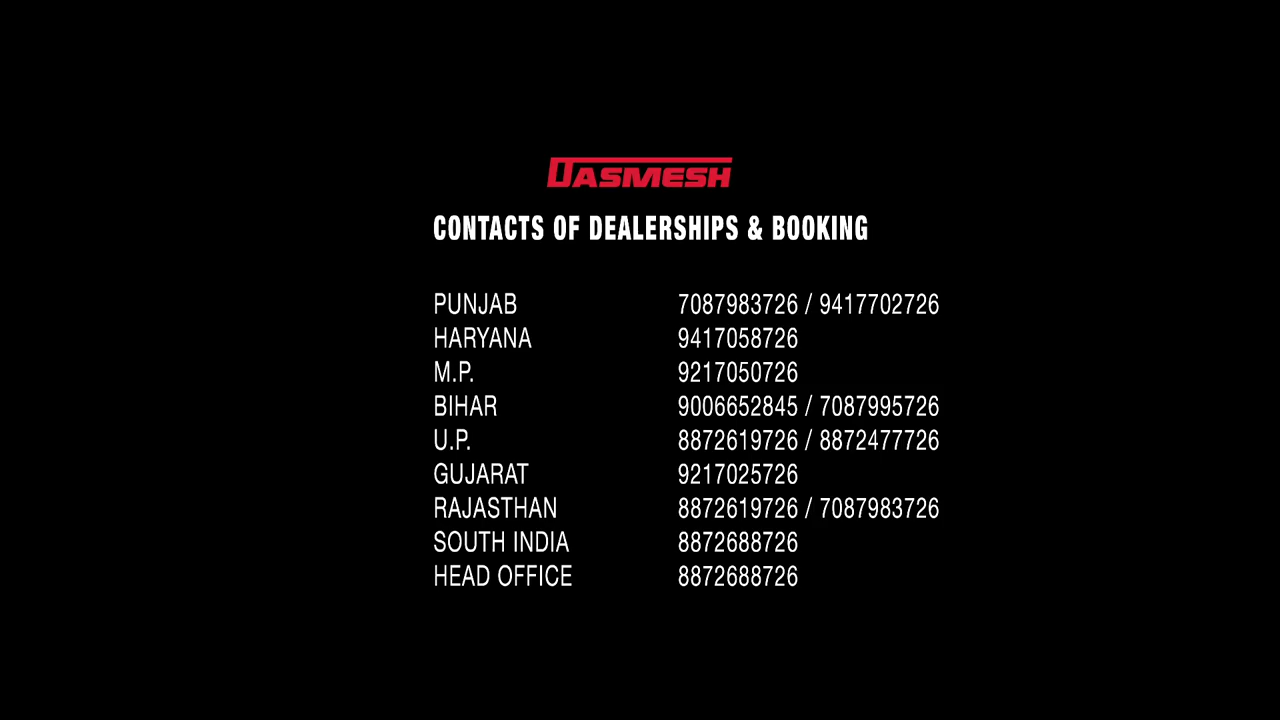 DASMESH
CONTACTS OF DEALERSHIPS & BOOKING
PUNJAB 7087983726 / 9417702726
HARYANA 9417058726
M.P. 9217050726
BIHAR 9006652845 / 7087995726
U.P. 8872619726 / 8872477726
GUJARAT 9217025726
RAJASTHAN 8872619726 / 7087983726
SOUTH INDIA 8872688726
HEAD OFFICE 8872688726